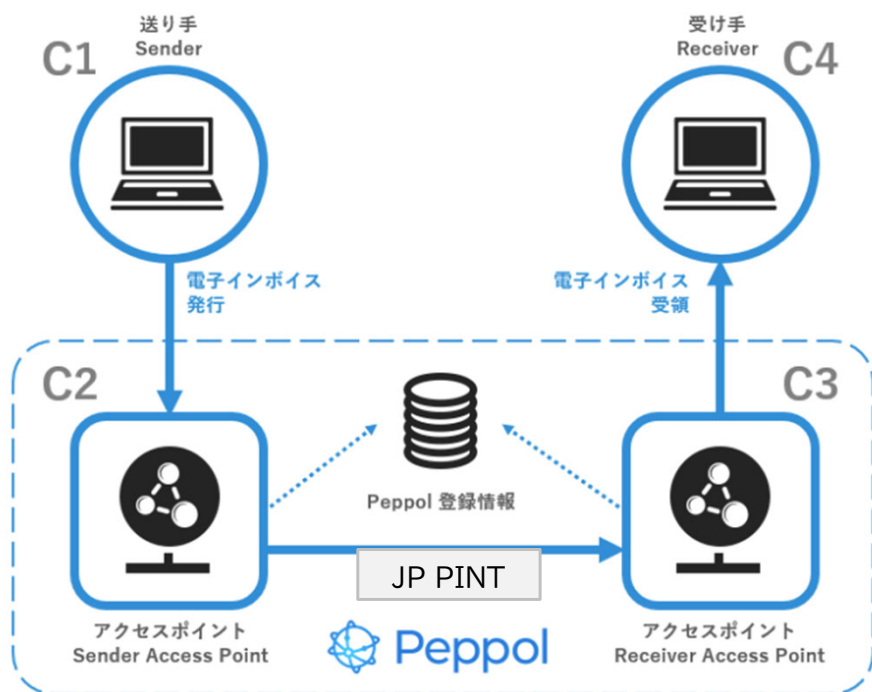 送り手
Sender
C1
受け手
Receiver
C4
電子インボイス
発行
電子インボイス
受領
C2
C3
Peppol 登録情報
JP PINT
アクセスポイント
Sender Access Point
Peppol
アクセスポイント
Receiver Access Point